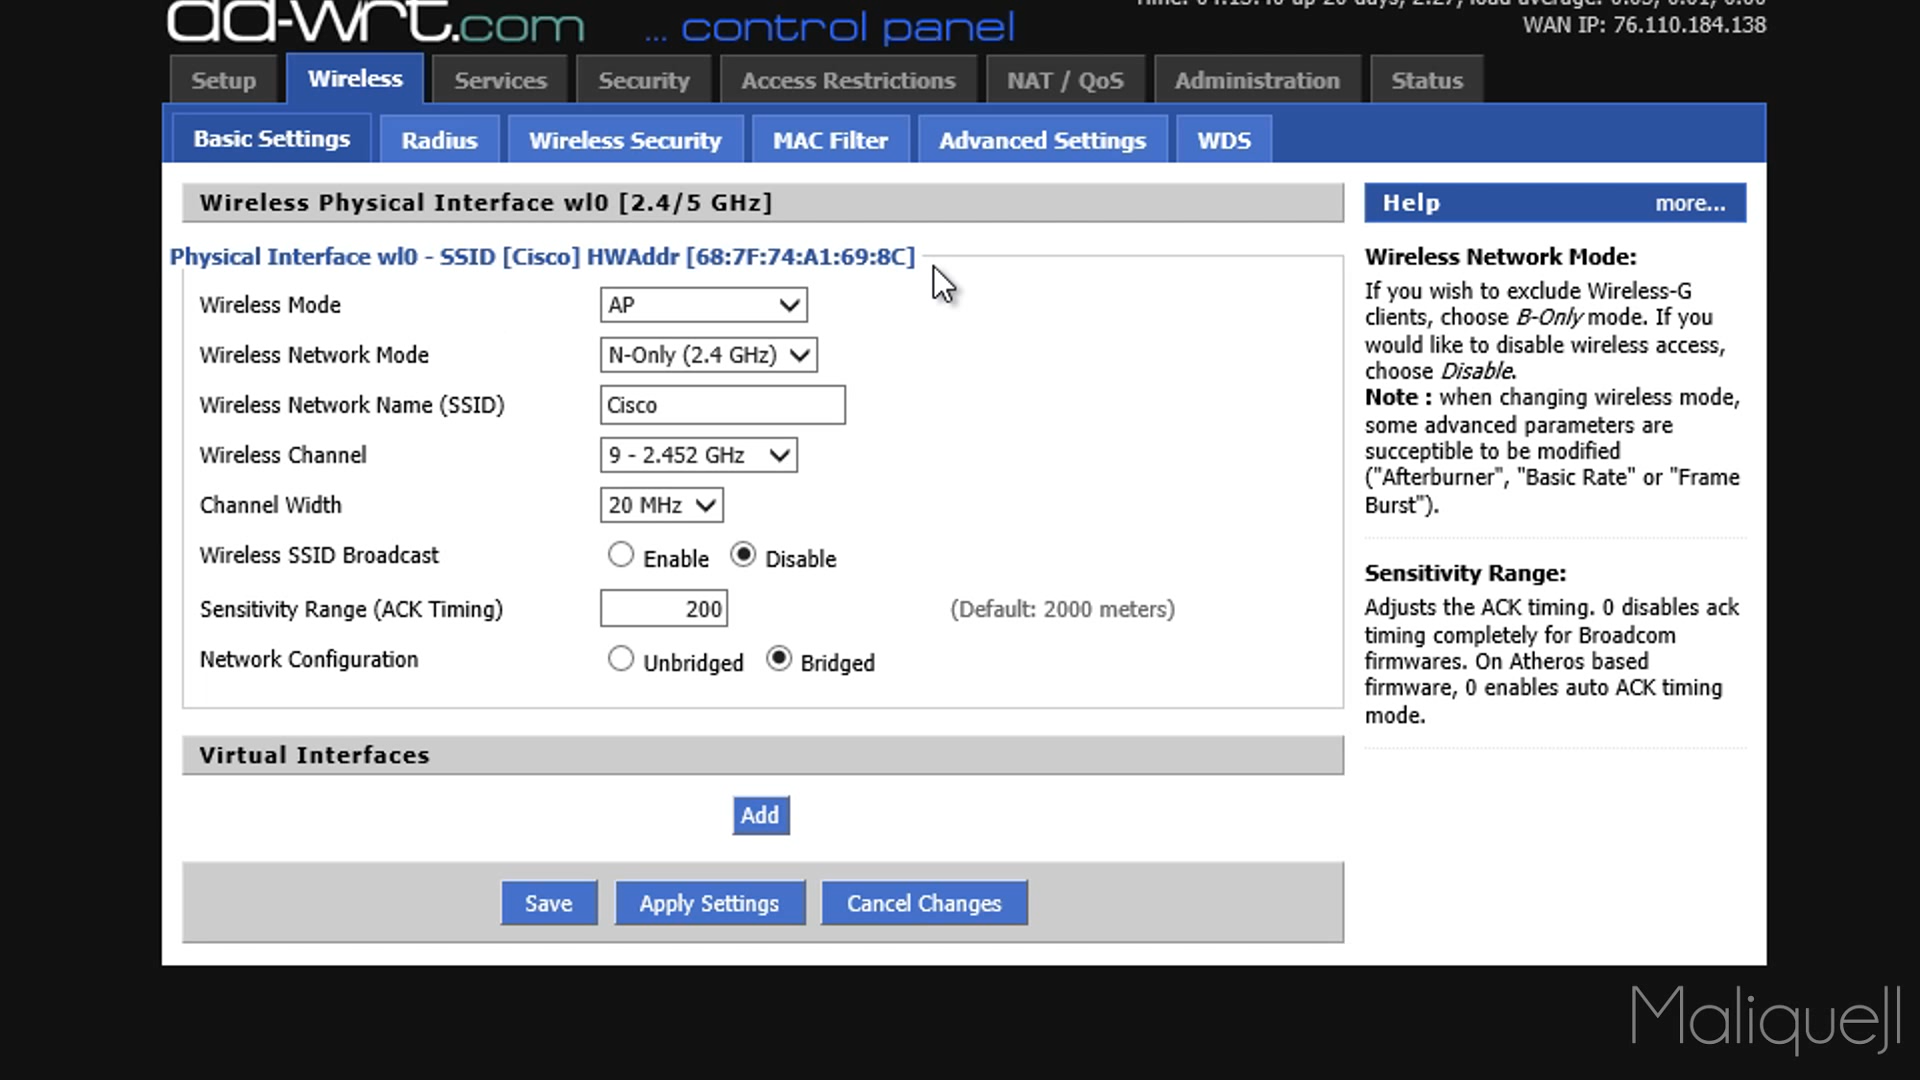 dd-wrt.com ... control panel
WAN IP: 76.110.184.138
Setup Wireless Services Security Access Restrictions NAT / QoS Administration Status
Basic Settings Radius Wireless Security MAC Filter Advanced Settings WDS
Wireless Physical Interface wl0 [2.4/5 GHz]
Physical Interface wl0 - SSID [Cisco] HWAddr [68:7F:74:A1:69:8C]
Wireless Mode AP
Wireless Network Mode N-Only (2.4 GHz)
Wireless Network Name (SSID) Cisco
Wireless Channel 9 - 2.452 GHz
Channel Width 20 MHz
Wireless SSID Broadcast Enable Disable
Sensitivity Range (ACK Timing) 200 (Default: 2000 meters)
Network Configuration Unbridged Bridged
Virtual Interfaces
Add
Save Apply Settings Cancel Changes
Help more...
Wireless Network Mode:
If you wish to exclude Wireless-G
clients, choose B-Only mode. If you
would like to disable wireless access,
choose Disable.
Note : when changing wireless mode,
some advanced parameters are
succeptible to be modified
("Afterburner", "Basic Rate" or "Frame
Burst").
Sensitivity Range:
Adjusts the ACK timing. 0 disables ack
timing completely for Broadcom
firmwares. On Atheros based
firmware, 0 enables auto ACK timing
mode.
MaliqueJI